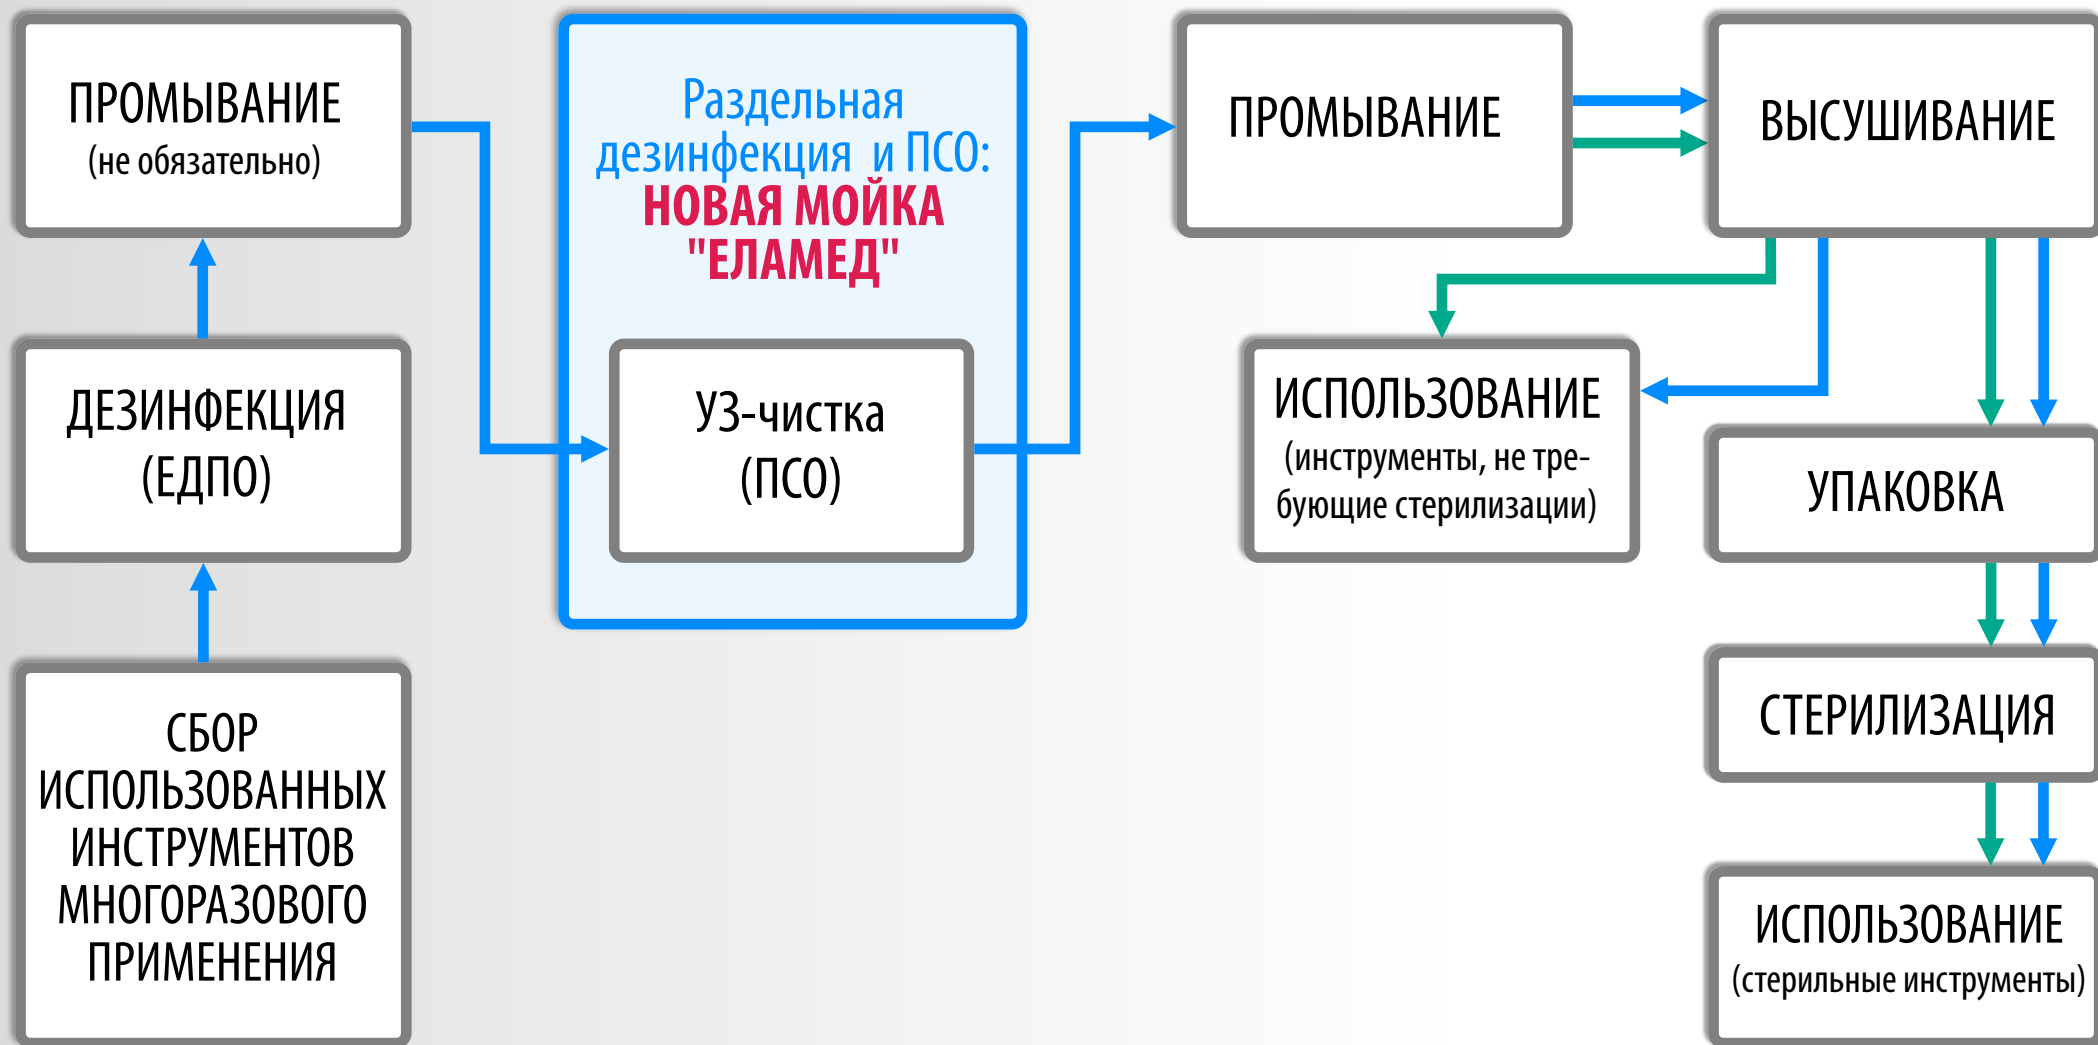 ПРОМЫВАНИЕ
(не обязательно)
ДЕЗИНФЕКЦИЯ
(ЕДПО)
СБОР
ИСПОЛЬЗОВАННЫХ
ИНСТРУМЕНТОВ
МНОГОРАЗОВОГО
ПРИМЕНЕНИЯ
Раздельная
дезинфекция и ПСО:
НОВАЯ МОЙКА
"ЕЛАМЕД"
УЗ-чистка
(ПСО)
ПРОМЫВАНИЕ
ВЫСУШИВАНИЕ
ИСПОЛЬЗОВАНИЕ
(инструменты, не тре-
бующие стерилизации)
УПАКОВКА
СТЕРИЛИЗАЦИЯ
ИСПОЛЬЗОВАНИЕ
(стерильные инструменты)